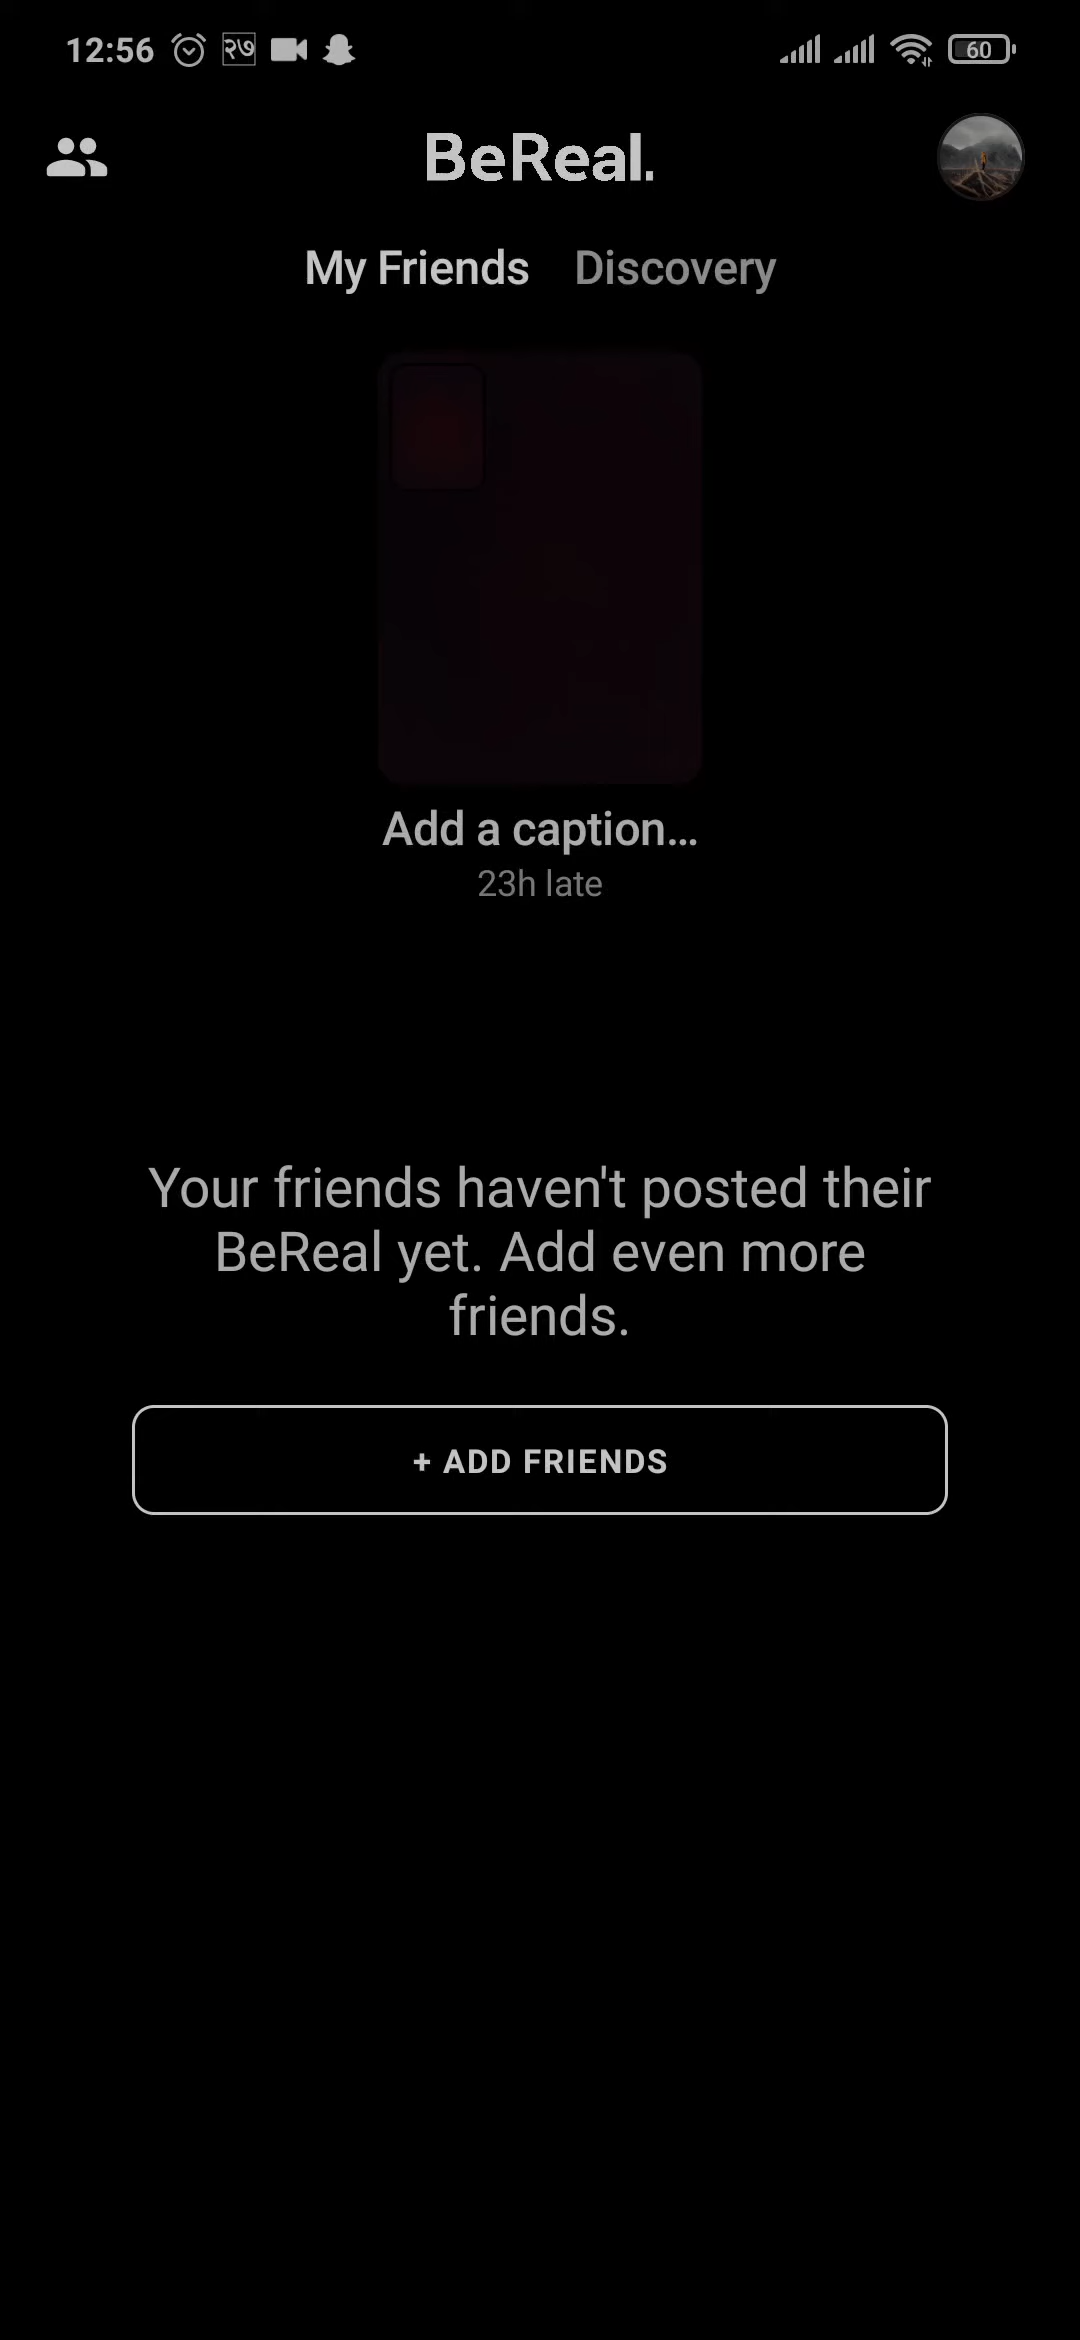 12:56 २७ 60
BeReal.
My Friends Discovery
Add a caption...
23h late
Your friends haven't posted their
BeReal yet. Add even more
friends.
+ ADD FRIENDS